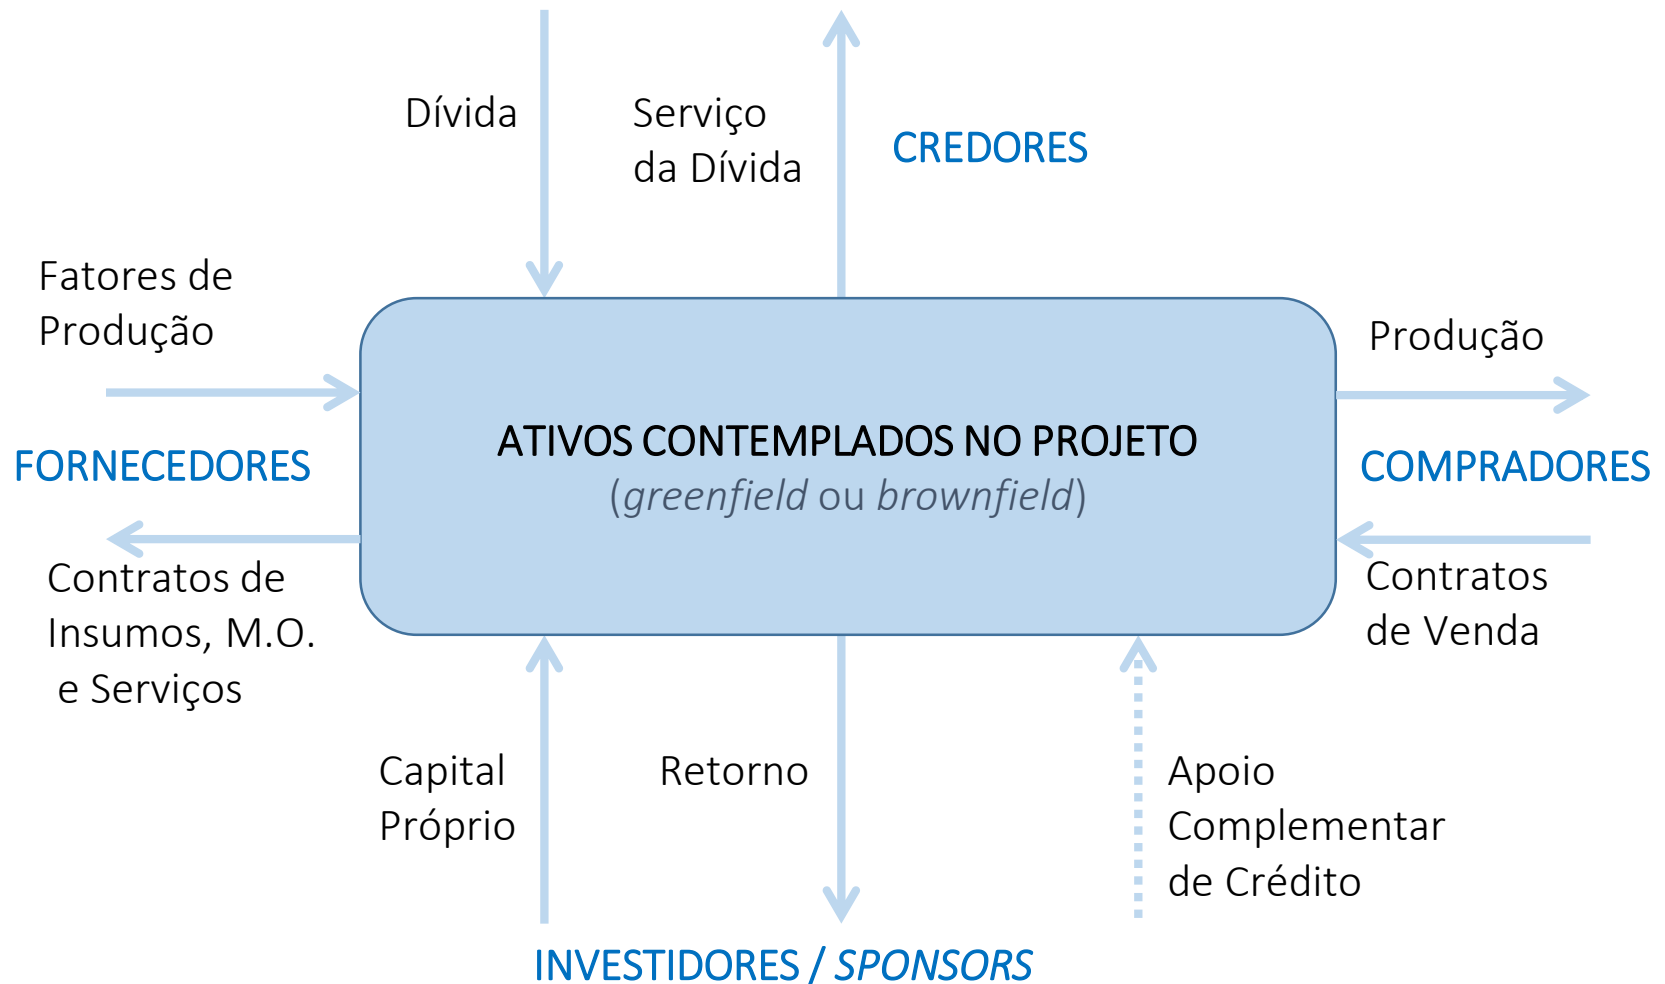 Dívida
Serviço
da Dívida
CREDORES
Fatores de
Produção
FORNECEDORES
Contratos de
Insumos, M.O.
e Serviços
ATIVOS CONTEMPLADOS NO PROJETO
(greenfield ou brownfield)
Produção
COMPRADORES
Contratos
de Venda
Capital
Próprio
Retorno
Apoio
Complementar
de Crédito
INVESTIDORES / SPONSORS